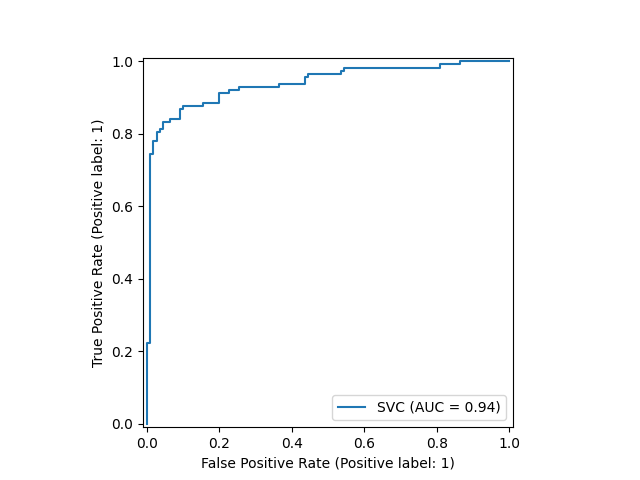 1.0
0.8
0.6
0.4
0.2
0.0
True Positive Rate (Positive label: 1)
SVC (AUC = 0.94)
0.0 0.2 0.4 0.6 0.8 1.0
False Positive Rate (Positive label: 1)